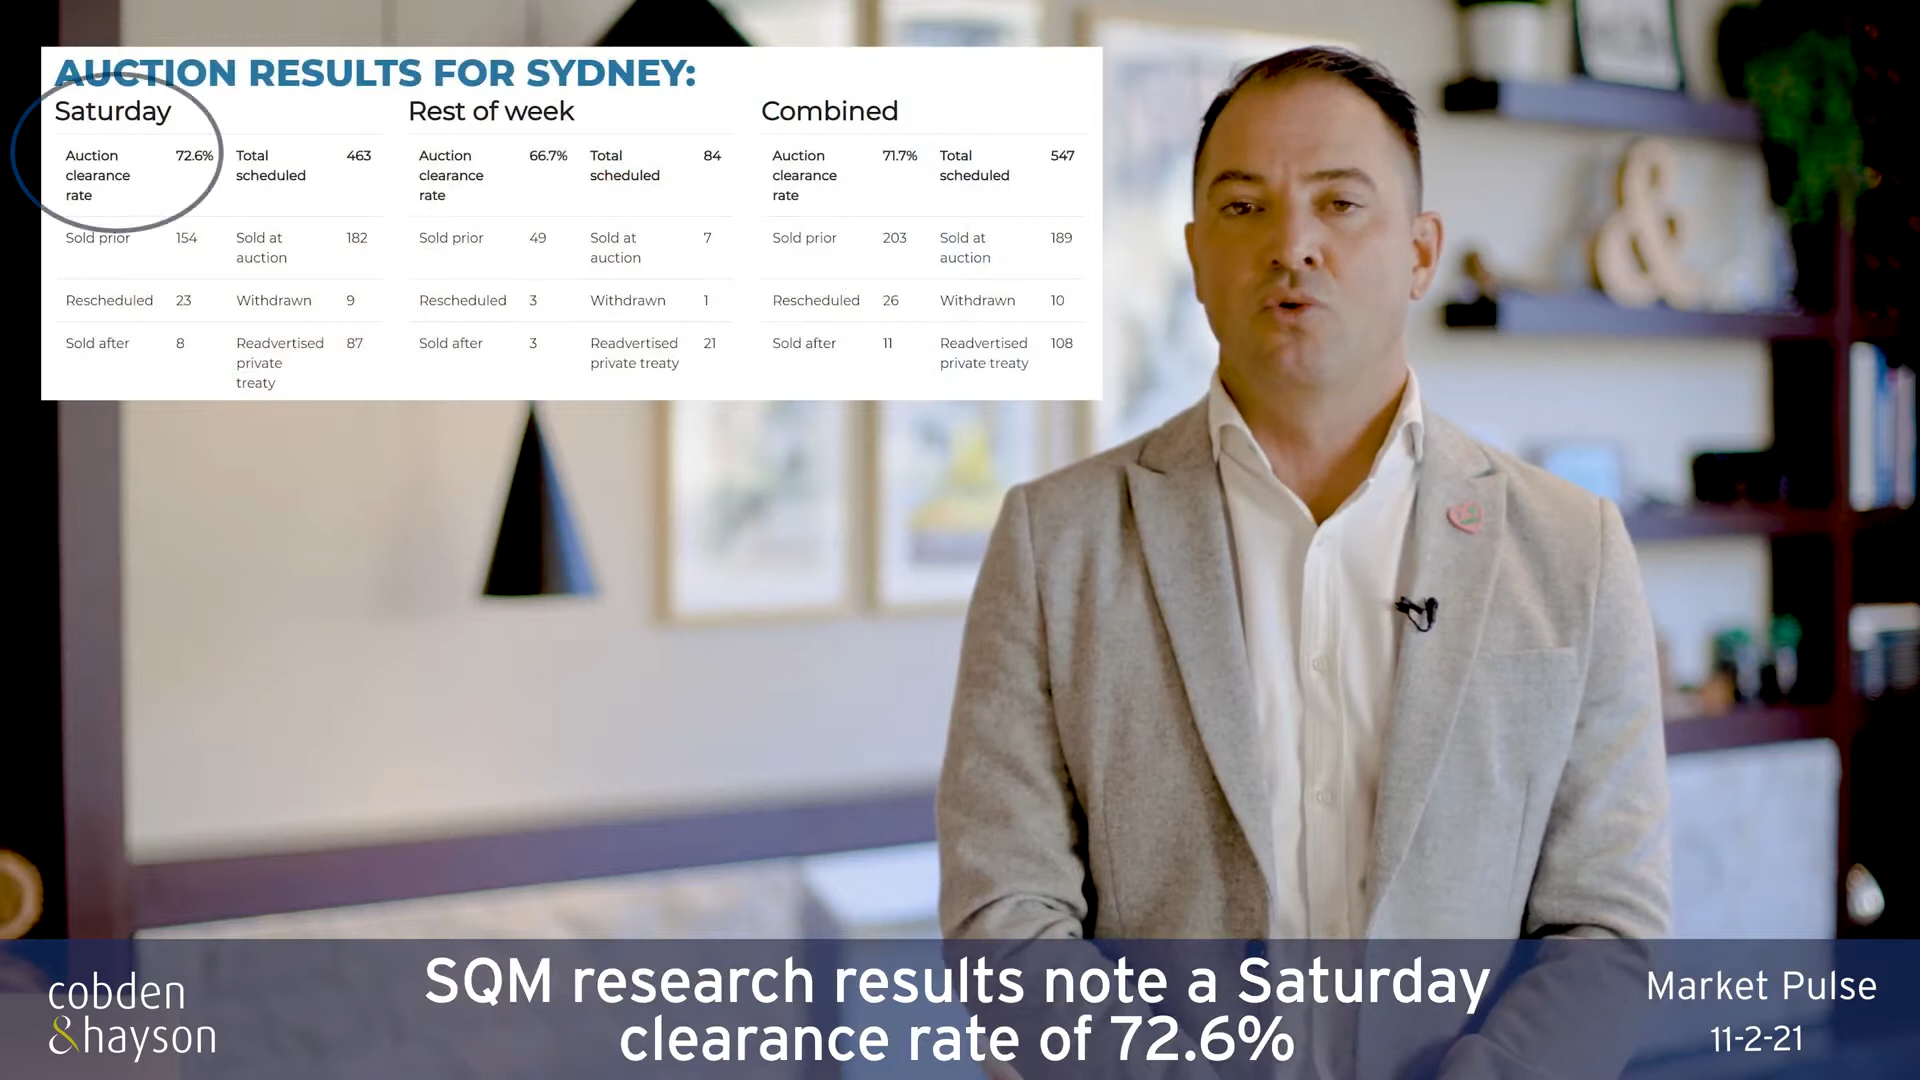 AUCTION RESULTS FOR SYDNEY:
Saturday
Auction clearance rate 72.6% Total scheduled 463
Sold prior 154 Sold at auction 182
Rescheduled 23 Withdrawn 9
Sold after 8 Readvertised private treaty 87
Rest of week
Auction clearance rate 66.7% Total scheduled 84
Sold prior 49 Sold at auction 7
Rescheduled 3 Withdrawn 1
Sold after 3 Readvertised private treaty 21
Combined
Auction clearance rate 71.7% Total scheduled 547
Sold prior 203 Sold at auction 189
Rescheduled 26 Withdrawn 10
Sold after 11 Readvertised private treaty 108
&
cobden
&hayson
SQM research results note a Saturday
clearance rate of 72.6%
Market Pulse
11-2-21